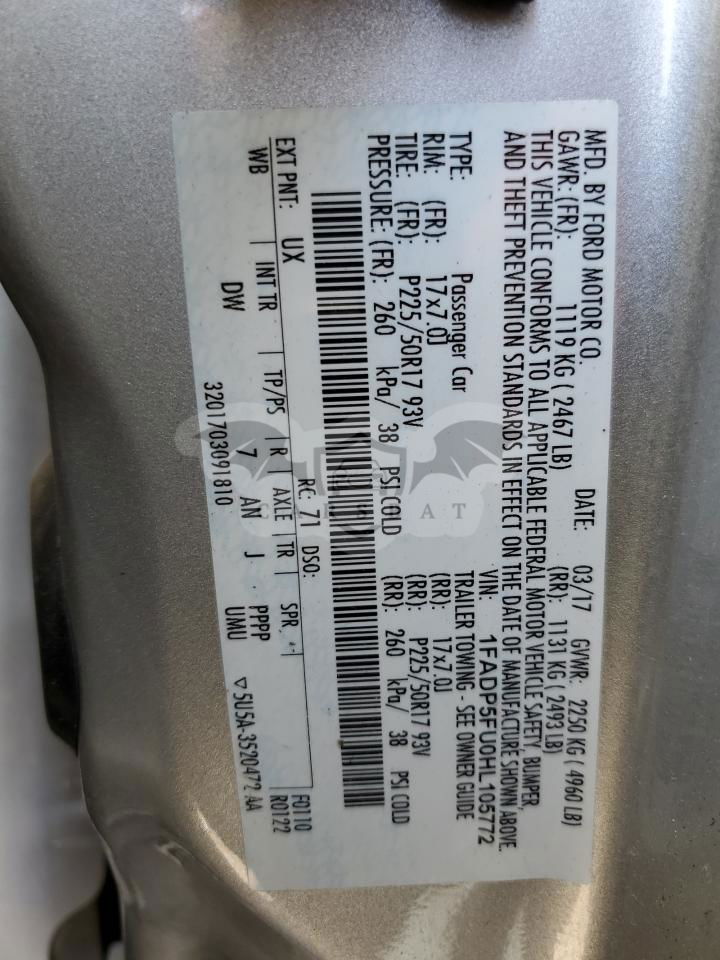 MFD. BY FORD MOTOR CO. DATE: 03/17 GVWR: 2250 KG ( 4960 LB)
GAWR: (FR): 1119 KG ( 2467 LB) (RR): 1131 KG ( 2493 LB)
THIS VEHICLE CONFORMS TO ALL APPLICABLE FEDERAL MOTOR VEHICLE SAFETY, BUMPER,
AND THEFT PREVENTION STANDARDS IN EFFECT ON THE DATE OF MANUFACTURE SHOWN ABOVE.
VIN: 1FADP5FU0HL105772
TYPE: Passenger Car TRAILER TOWING - SEE OWNER GUIDE
RIM: (FR): 17x7.0J (RR): 17x7.0J
TIRE: (FR): P225/50R17 93V (RR): P225/50R17 93V
PRESSURE: (FR): 260 kPa/ 38 PSI COLD (RR): 260 kPa/ 38 PSI COLD
F0110
R0122
EXT PNT: UX RC: 71 DSO:
WB INT TR TP/PS R AXLE TR SPR
DW 7 AN J PPPP
UMU
3201703091810
▽5U5A-3520472 AA
CARSBAT